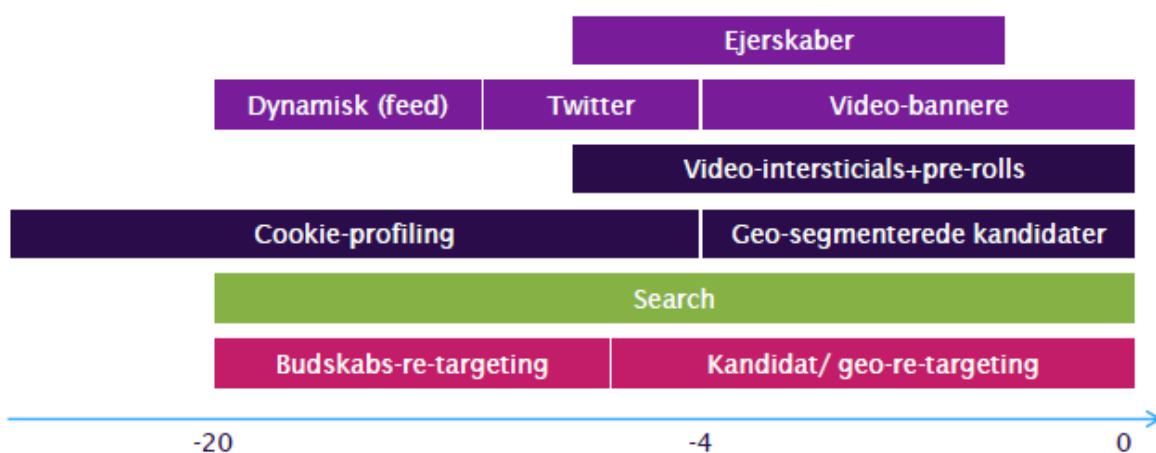 Ejerskaber
Dynamisk (feed) Twitter Video-bannere
Video-intersticials+pre-rolls
Cookie-profiling Geo-segmenterede kandidater
Search
Budskabs-re-targeting Kandidat/ geo-re-targeting
-20 -4 0